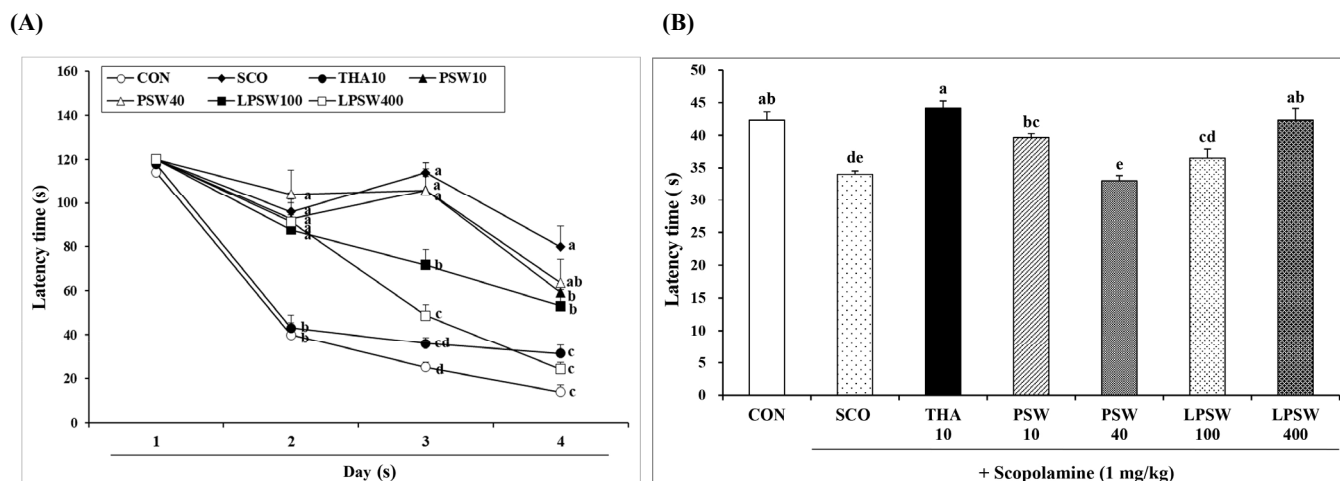 (A)
(B)
160
140
120
100
80
60
40
20
0
Latency time (s)
CON SCO THA10 PSW10
PSW40 LPSW100 LPSW400
a
a
a
a
a
b
b
a
a
a
b
c
cd
d
a
ab
b
b
c
c
c
1 2 3 4
Day (s)
50
45
40
35
30
25
20
15
10
5
0
Latency time ( s)
ab de a bc e cd ab
CON SCO THA PSW PSW LPSW LPSW
10 10 40 100 400
+ Scopolamine (1 mg/kg)